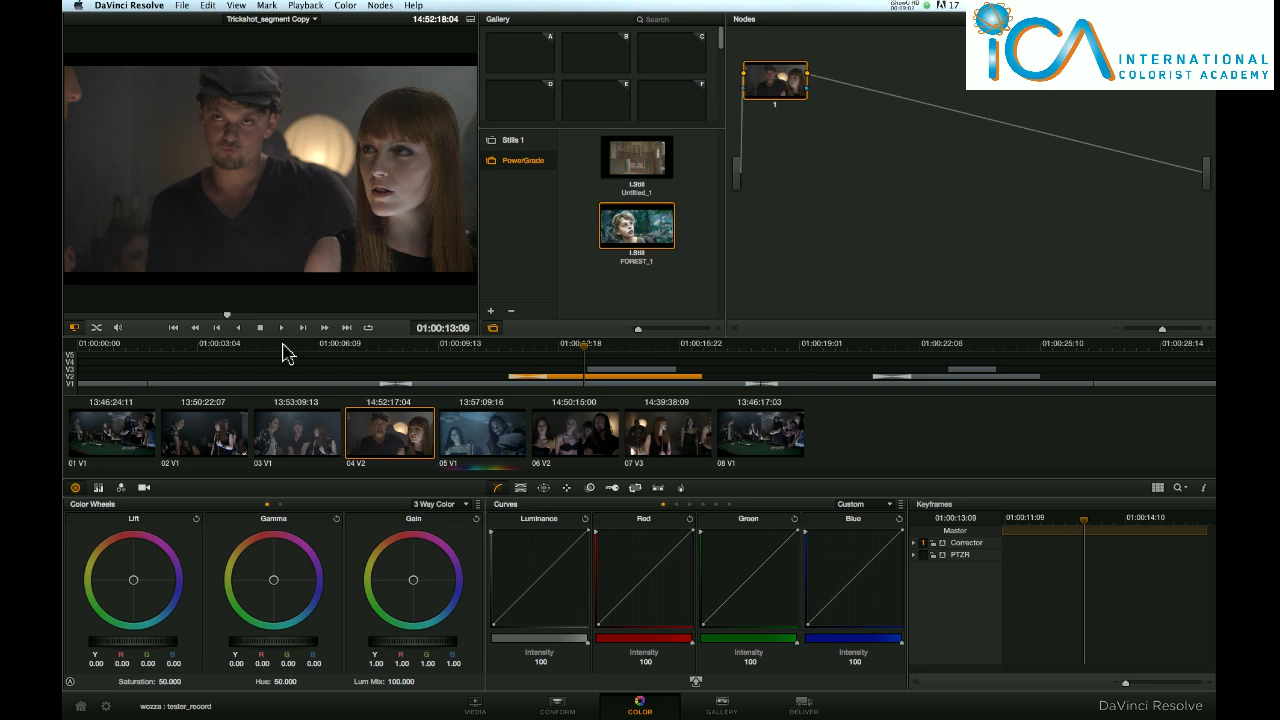 DaVinci Resolve File Edit View Mark Playback Color Nodes Help
17
iCA INTERNATIONAL COLORIST ACADEMY
Trickshot_segment Copy 14:52:18:04 Gallery Search Nodes
A B C
D E F
1
Stills 1
PowerGrade
Untitled_1
FOREST_1
01:00:13:09
01:00:00:00 01:00:03:04 01:00:06:09 01:00:09:13 01:00:15:22 01:00:19:01 01:00:22:06 01:00:25:10 01:00:28:14
V5
V4
V3
V2
V1
13:46:24:11 13:50:22:07 13:53:09:13 14:52:17:04 13:57:09:16 14:50:15:00 14:39:38:09 13:46:17:03
01 V1 02 V1 03 V1 04 V2 05 V1 06 V2 07 V3 08 V1
Color Wheels 3 Way Color Curves Custom Keyframes
Lift Gamma Gain Luminance Red Green Blue 01:00:13:09 01:00:11:09 01:00:14:10
Master
1 Corrector
PTZR
Y R G B Y R G B Y R G B Intensity Intensity Intensity Intensity
0.00 0.00 0.00 0.00 0.00 0.00 0.00 0.00 1.00 1.00 1.00 1.00 100 100 100 100
A Saturation: 50.000 Hue: 50.000 Lum Mix: 100.000
wozza : tester_record MEDIA CONFORM COLOR GALLERY DELIVER DaVinci Resolve